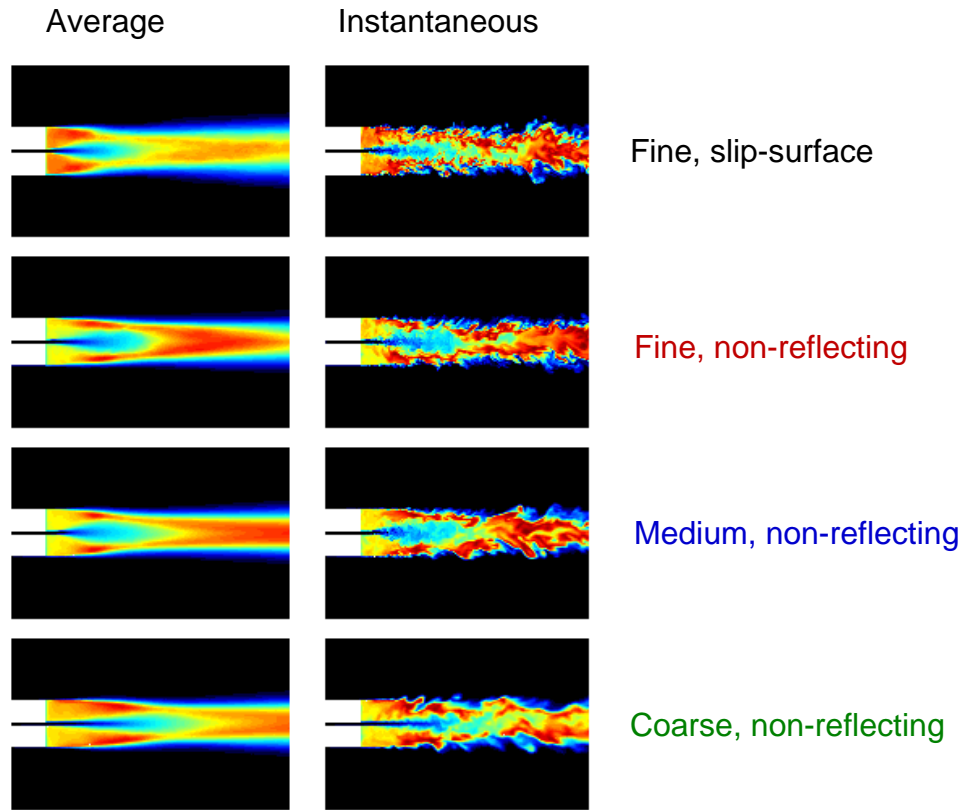 Average
Instantaneous
Fine, slip-surface
Fine, non-reflecting
Medium, non-reflecting
Coarse, non-reflecting